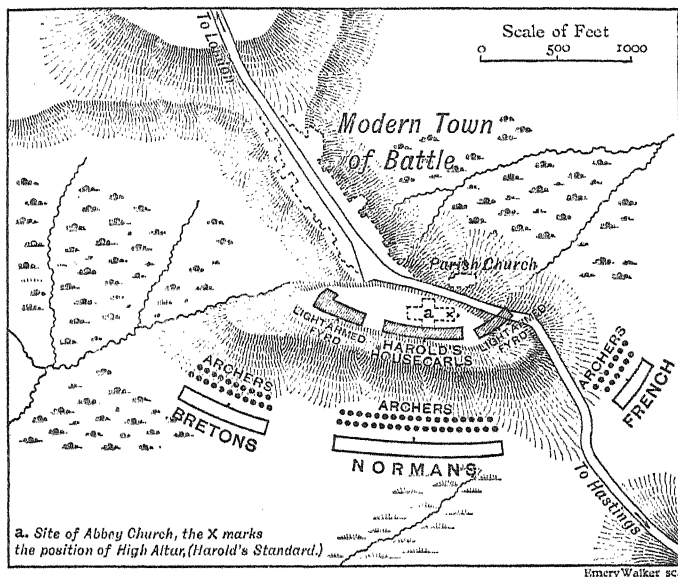 Scale of Feet
0 500 1000
To London
Modern Town
of Battle
Parish Church
a x
LIGHTARMED
FYRD
HAROLD'S
HOUSECARLS
LIGHTARMED
FYRD
ARCHERS
BRETONS
ARCHERS
NORMANS
ARCHERS
FRENCH
To Hastings
a. Site of Abbey Church, the X marks
the position of High Altar, (Harold's Standard.)
Emery Walker sc.